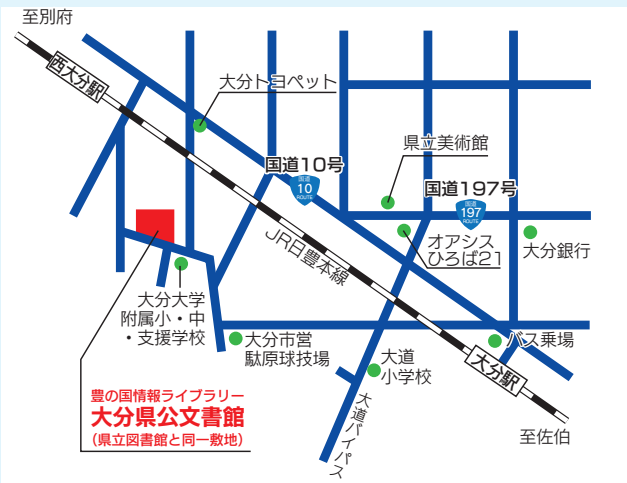 至別府
西大分駅
大分トヨペット
県立美術館
国道10号
国道
10
ROUTE
国道197号
国道
197
ROUTE
オアシス
ひろば21
大分銀行
JR日豊本線
大分大学
附属小・中
・支援学校
大分市営
駄原球技場
バス乗場
大道
小学校
大分駅
豊の国情報ライブラリー
大分県公文書館
(県立図書館と同一敷地)
大道バイパス
至佐伯